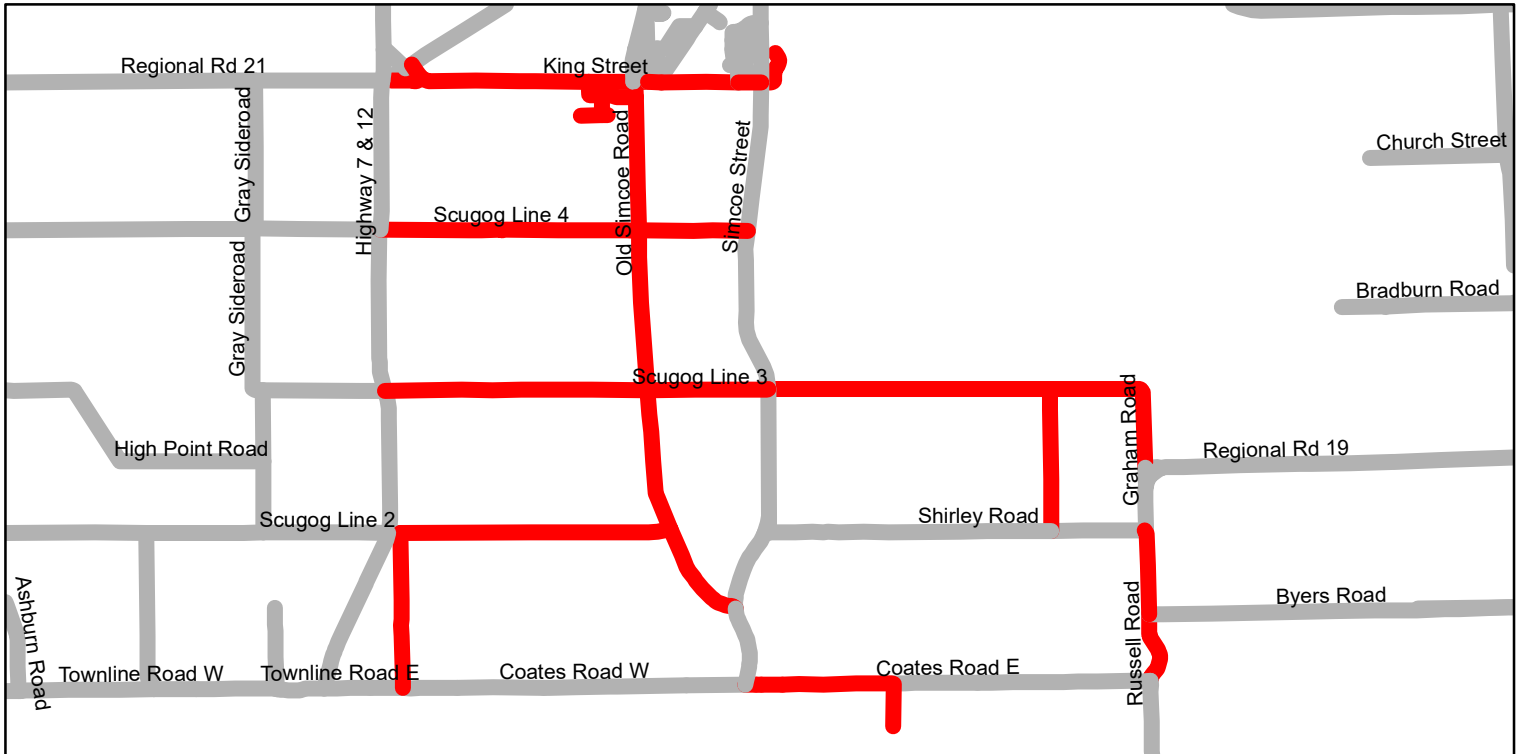 Regional Rd 21
King Street
Gray Sideroad
Highway 7 & 12
Old Simcoe Road
Simcoe Street
Church Street
Scugog Line 4
Gray Sideroad
Bradburn Road
Scugog Line 3
Graham Road
High Point Road
Regional Rd 19
Scugog Line 2
Shirley Road
Ashburn Road
Russell Road
Byers Road
Townline Road W
Townline Road E
Coates Road W
Coates Road E